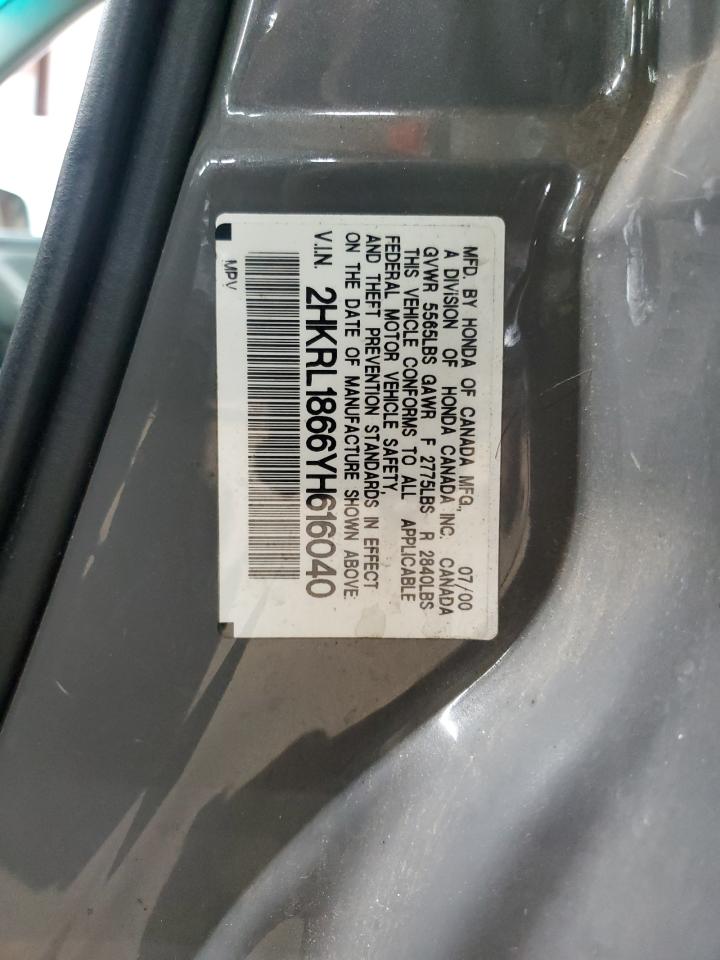 MFD. BY HONDA OF CANADA MFG., 07/00
A DIVISION OF HONDA CANADA INC. CANADA
GVWR 5565LBS GAWR F 2775LBS R 2840LBS
THIS VEHICLE CONFORMS TO ALL APPLICABLE
FEDERAL MOTOR VEHICLE SAFETY,
AND THEFT PREVENTION STANDARDS IN EFFECT
ON THE DATE OF MANUFACTURE SHOWN ABOVE.
V.I.N. 2HKRL1866YH616040
MPV